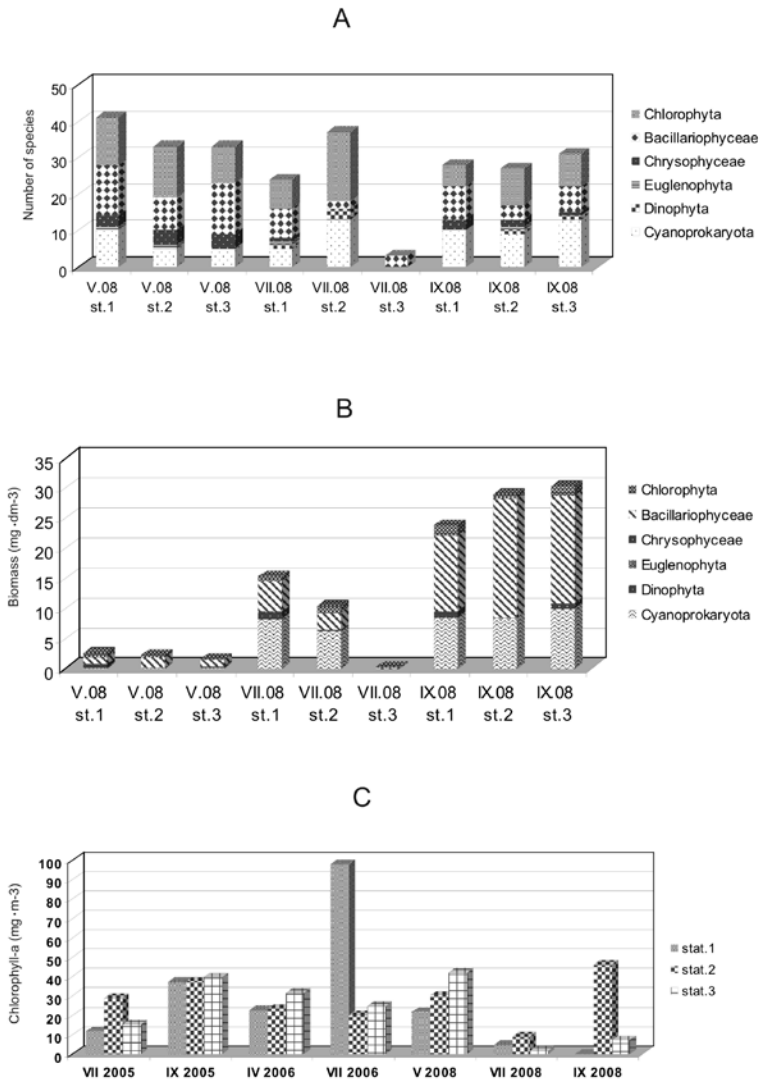 A
Number of species
50
40
30
20
10
0
V.08 V.08 V.08 VII.08 VII.08 VII.08 IX.08 IX.08 IX.08
st.1 st.2 st.3 st.1 st.2 st.3 st.1 st.2 st.3
Chlorophyta
Bacillariophyceae
Chrysophyceae
Euglenophyta
Dinophyta
Cyanoprokaryota
B
Biomass (mg·dm-3)
35
30
25
20
15
10
5
0
V.08 V.08 V.08 VII.08 VII.08 VII.08 IX.08 IX.08 IX.08
st.1 st.2 st.3 st.1 st.2 st.3 st.1 st.2 st.3
Chlorophyta
Bacillariophyceae
Chrysophyceae
Euglenophyta
Dinophyta
Cyanoprokaryota
C
Chlorophyll-a (mg·m-3)
100
90
80
70
60
50
40
30
20
10
0
VII 2005 IX 2005 IV 2006 VII 2006 V 2008 VII 2008 IX 2008
stat.1
stat.2
stat.3